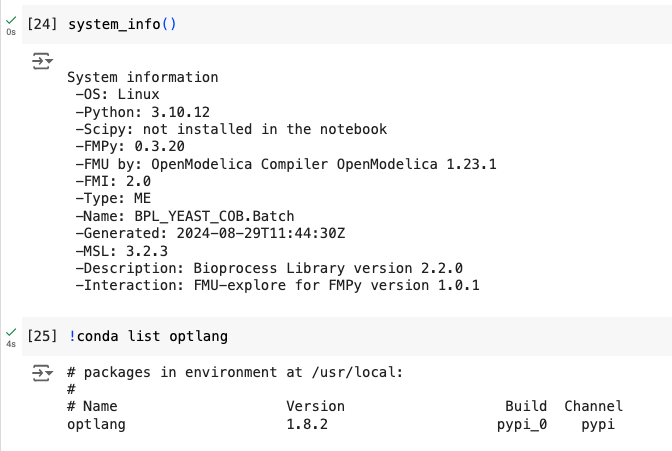 [24] system_info()
0s
System information
-OS: Linux
-Python: 3.10.12
-Scipy: not installed in the notebook
-FMPy: 0.3.20
-FMU by: OpenModelica Compiler OpenModelica 1.23.1
-FMI: 2.0
-Type: ME
-Name: BPL_YEAST_COB.Batch
-Generated: 2024-08-29T11:44:30Z
-MSL: 3.2.3
-Description: Bioprocess Library version 2.2.0
-Interaction: FMU-explore for FMPy version 1.0.1
[25] !conda list optlang
4s
# packages in environment at /usr/local:
#
# Name Version Build Channel
optlang 1.8.2 pypi_0 pypi